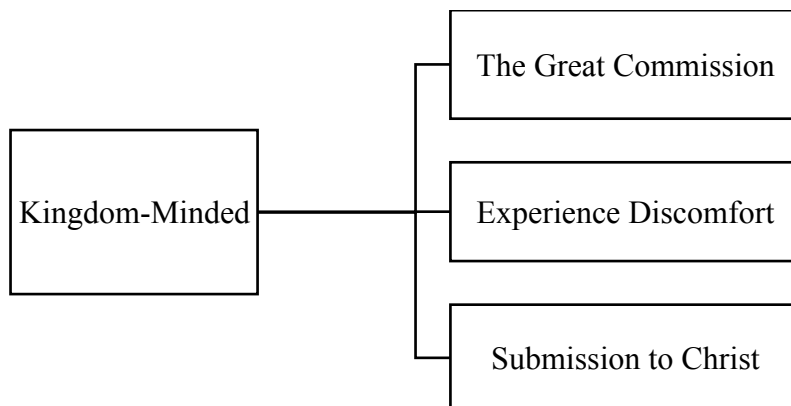 The Great Commission
Kingdom-Minded
Experience Discomfort
Submission to Christ